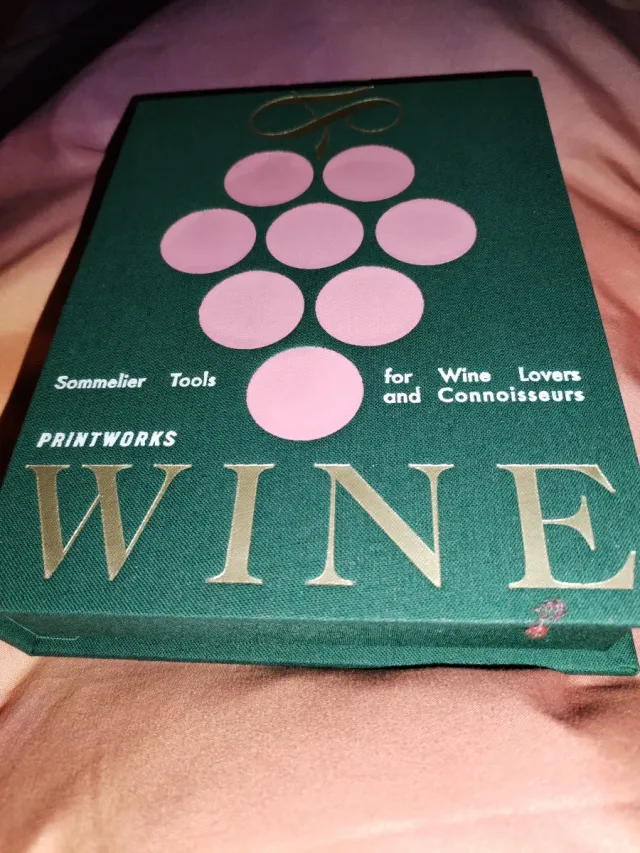 Sommelier Tools for Wine Lovers
and Connoisseurs
PRINTWORKS
WINE